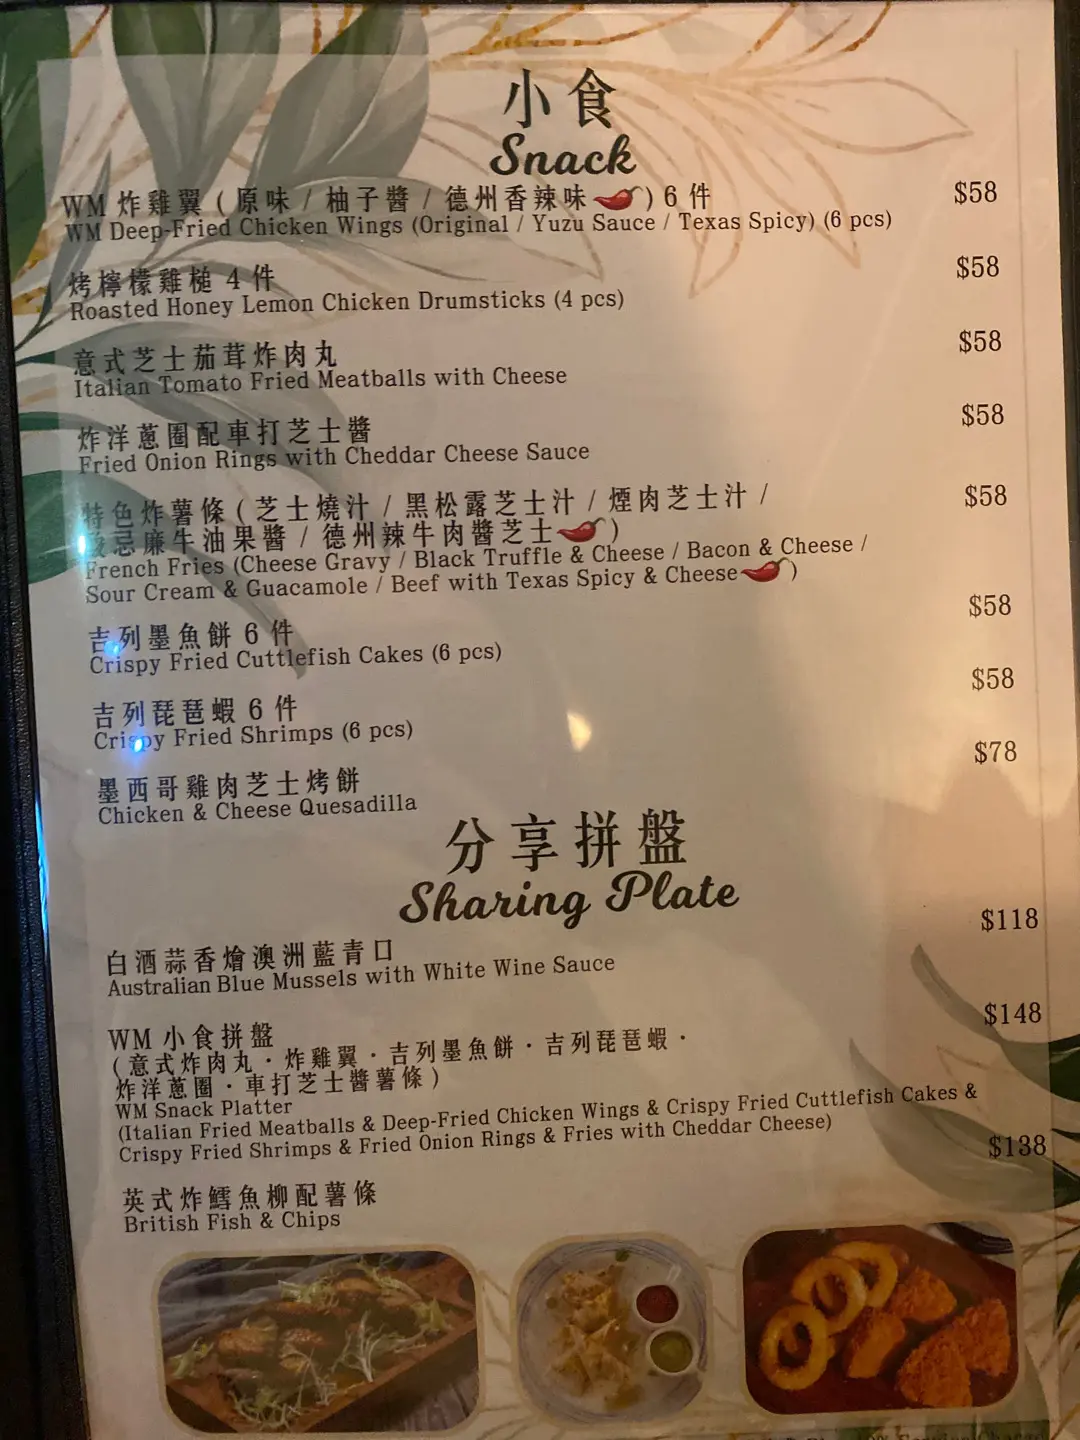 小食
Snack
WM 炸雞翼 ( 原味 / 柚子醬 / 德州香辣味 ) 6 件
$58
WM Deep-Fried Chicken Wings (Original / Yuzu Sauce / Texas Spicy) (6 pcs)
烤檸檬雞槌 4 件
$58
Roasted Honey Lemon Chicken Drumsticks (4 pcs)
意式芝士茄茸炸肉丸
$58
Italian Tomato Fried Meatballs with Cheese
炸洋蔥圈配車打芝士醬
$58
Fried Onion Rings with Cheddar Cheese Sauce
特色炸薯條 ( 芝士燒汁 / 黑松露芝士汁 / 煙肉芝士汁 /
$58
忌廉牛油果醬 / 德州辣牛肉醬芝士 )
French Fries (Cheese Gravy / Black Truffle & Cheese / Bacon & Cheese /
Sour Cream & Guacamole / Beef with Texas Spicy & Cheese )
吉列墨魚餅 6 件
$58
Crispy Fried Cuttlefish Cakes (6 pcs)
吉列琵琶蝦 6 件
$58
Crispy Fried Shrimps (6 pcs)
墨西哥雞肉芝士烤餅
$78
Chicken & Cheese Quesadilla
分享拼盤
Sharing Plate
白酒蒜香燴澳洲藍青口
$118
Australian Blue Mussels with White Wine Sauce
WM 小食拼盤
$148
( 意式炸肉丸 · 炸雞翼 · 吉列墨魚餅 · 吉列琵琶蝦 ·
炸洋蔥圈 · 車打芝士醬薯條 )
WM Snack Platter
(Italian Fried Meatballs & Deep-Fried Chicken Wings & Crispy Fried Cuttlefish Cakes &
Crispy Fried Shrimps & Fried Onion Rings & Fries with Cheddar Cheese)
英式炸鱈魚柳配薯條
$138
British Fish & Chips
10% Service Charge